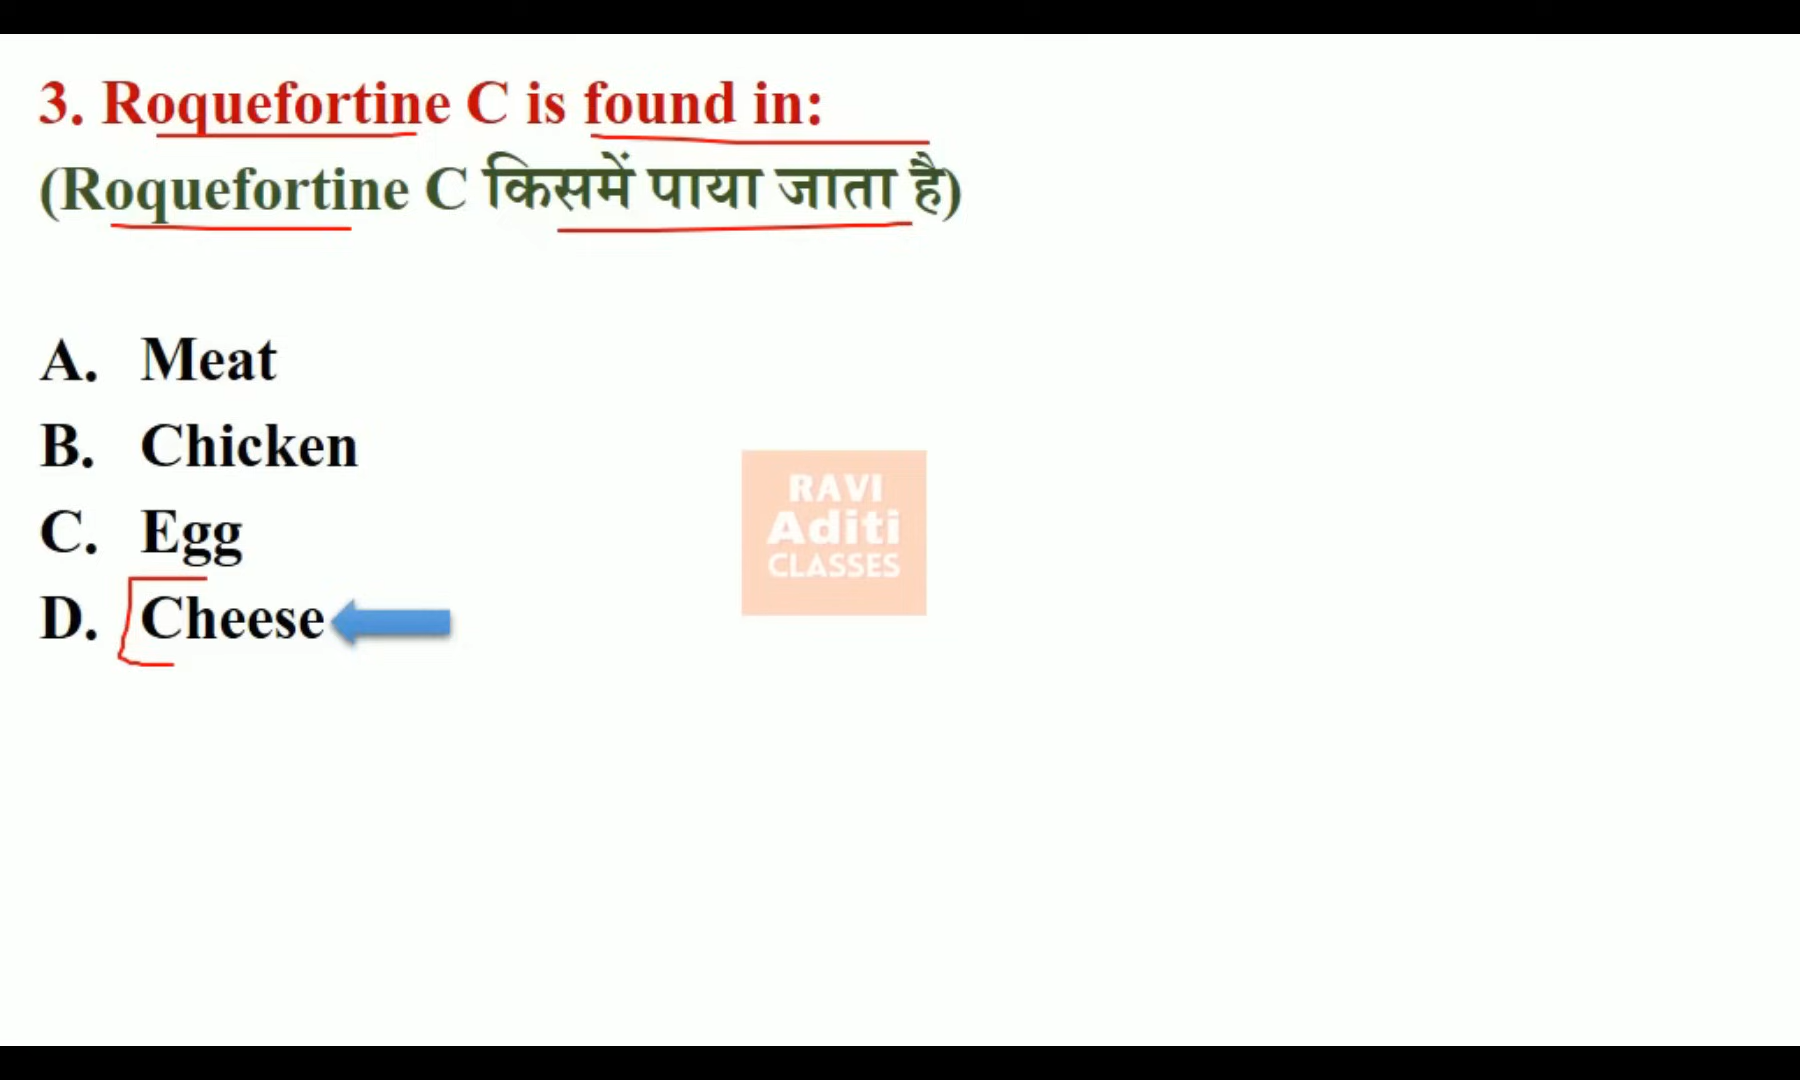 3. Roquefortine C is found in:
(Roquefortine C किसमें पाया जाता है)
A. Meat
B. Chicken
C. Egg
D. Cheese
RAVI
Aditi
CLASSES